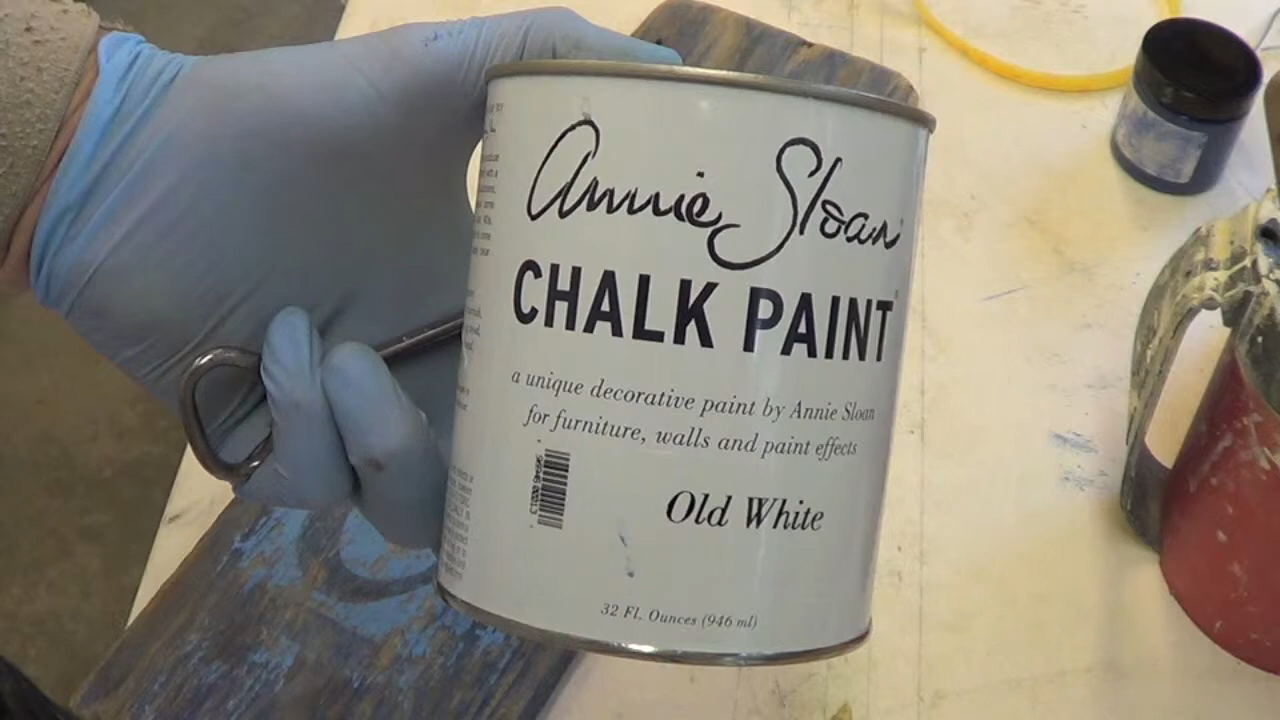 Annie Sloan
CHALK PAINT
a unique decorative paint by Annie Sloan
for furniture, walls and paint effects
Old White
32 Fl. Ounces (946 ml)